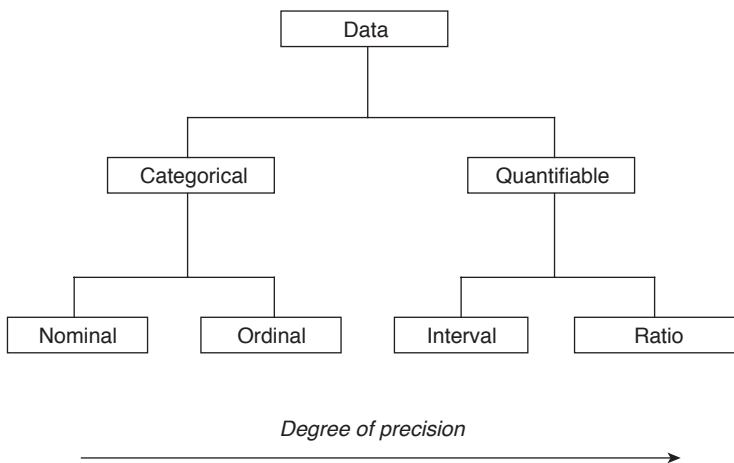 Data
Categorical
Quantifiable
Nominal
Ordinal
Interval
Ratio
Degree of precision